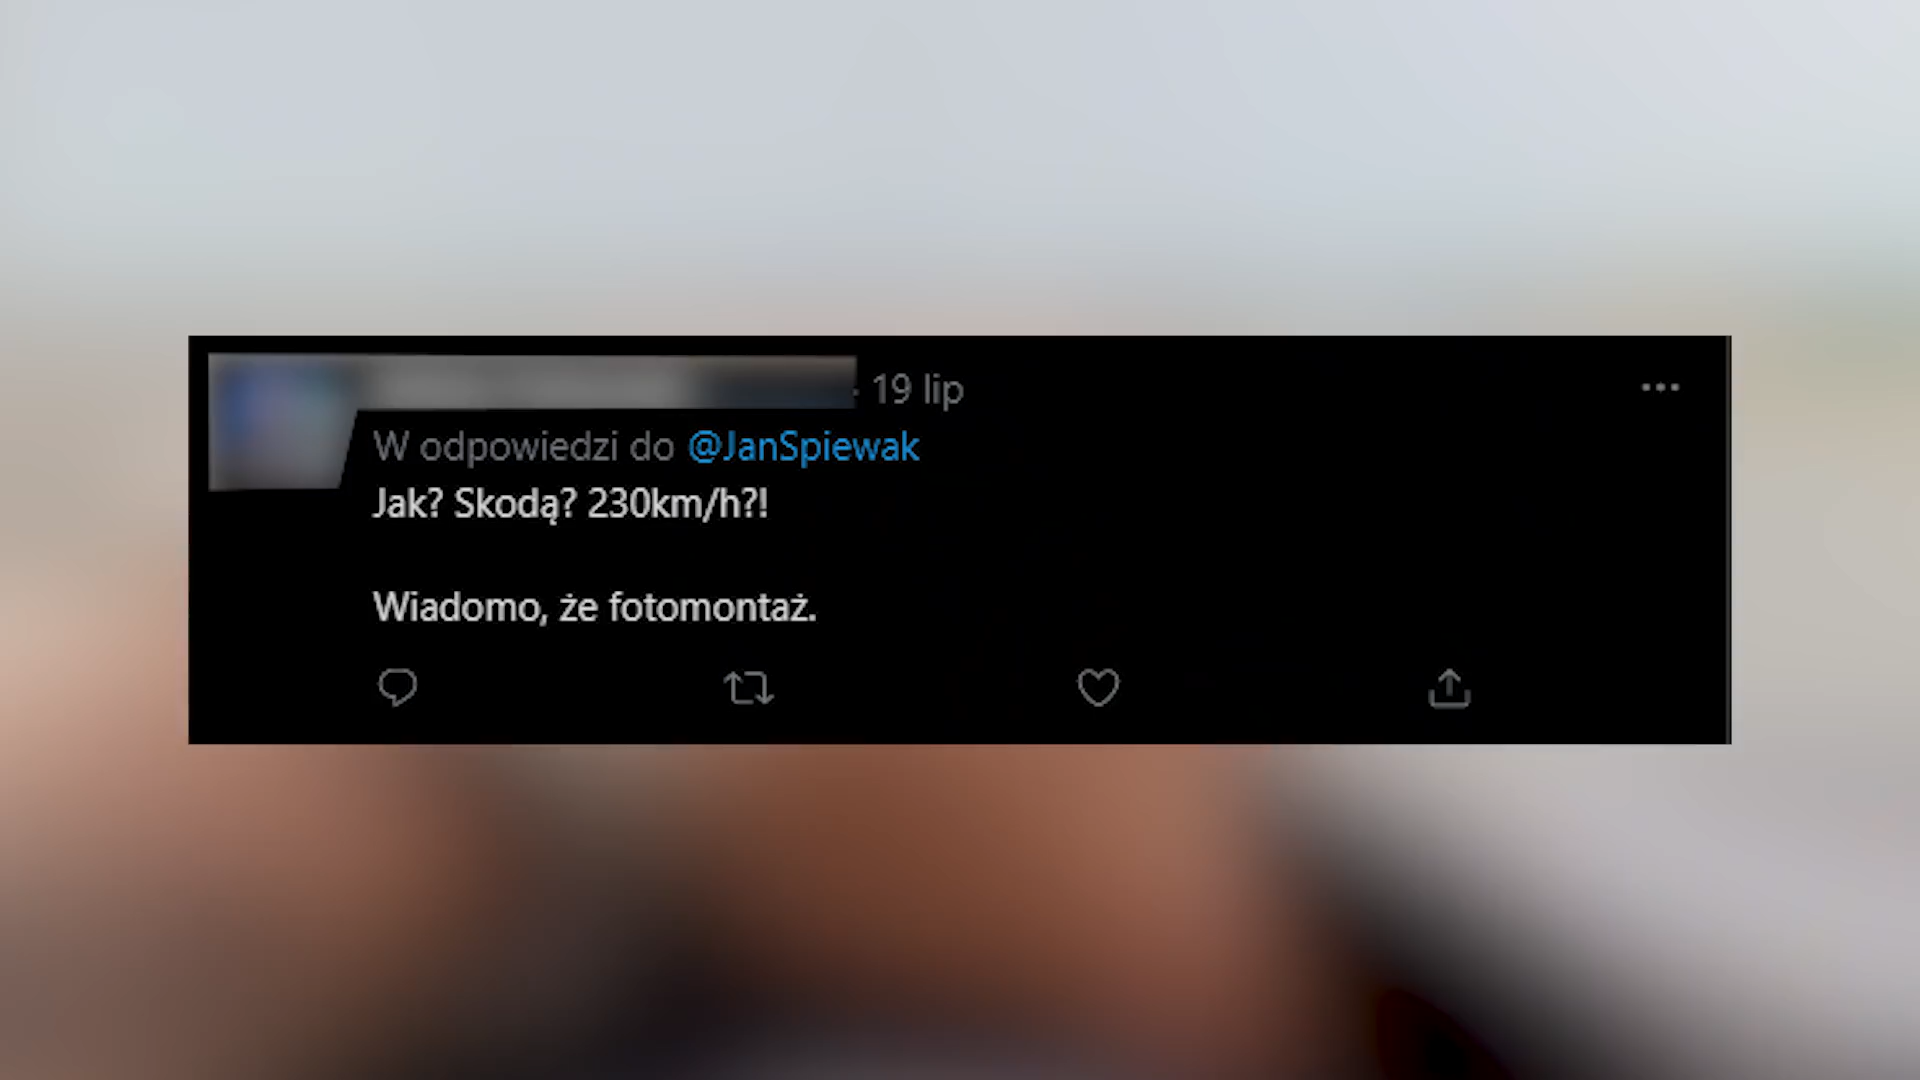 · 19 lip
W odpowiedzi do @JanSpiewak
Jak? Skodą? 230km/h?!
Wiadomo, że fotomontaż.